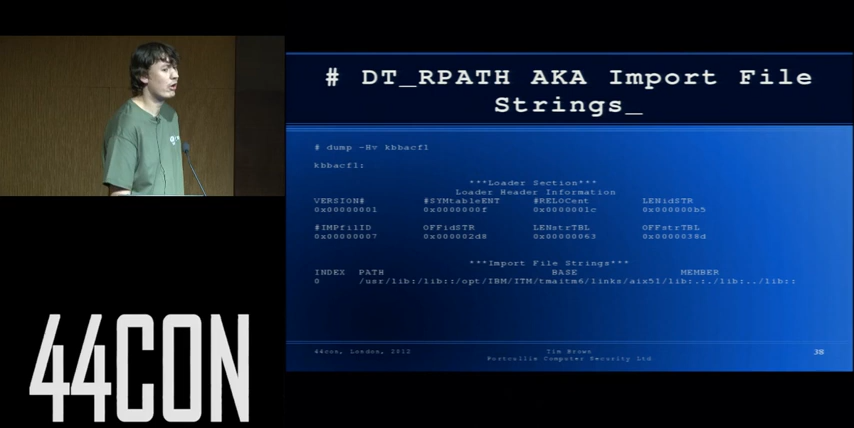 # DT_RPATH AKA Import File
Strings_
# dump -Hv kbbacf1
kbbacf1:
***Loader Section***
Loader Header Information
VERSION# #SYMtableENT #RELOCent LENidSTR
0x00000001 0x0000000f 0x0000001c 0x000000b5
#IMPfilID OFFidSTR LENstrTBL OFFstrTBL
0x00000007 0x000002d8 0x00000063 0x0000038d
***Import File Strings***
INDEX PATH BASE MEMBER
0 /usr/lib:/lib::/opt/IBM/ITM/tmaitm6/links/aix51/lib:.:./lib:../lib::
44con, London, 2012
Tim Brown
Portcullis Computer Security Ltd
38
44CON